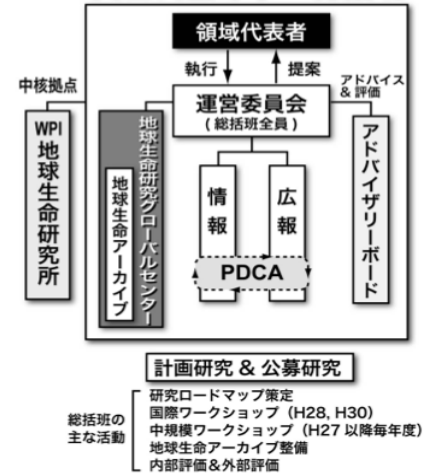 領域代表者
執行
提案
中核拠点
アドバイス
& 評価
運営委員会
(総括班全員)
WPI
地球生命研究所
地球生命研究グローバルセンター
地球生命アーカイブ
情報
広報
アドバイザリーボード
PDCA
計画研究 & 公募研究
総括班の
主な活動
研究ロードマップ策定
国際ワークショップ（H28, H30）
中規模ワークショップ（H27 以降毎年度）
地球生命アーカイブ整備
内部評価&外部評価